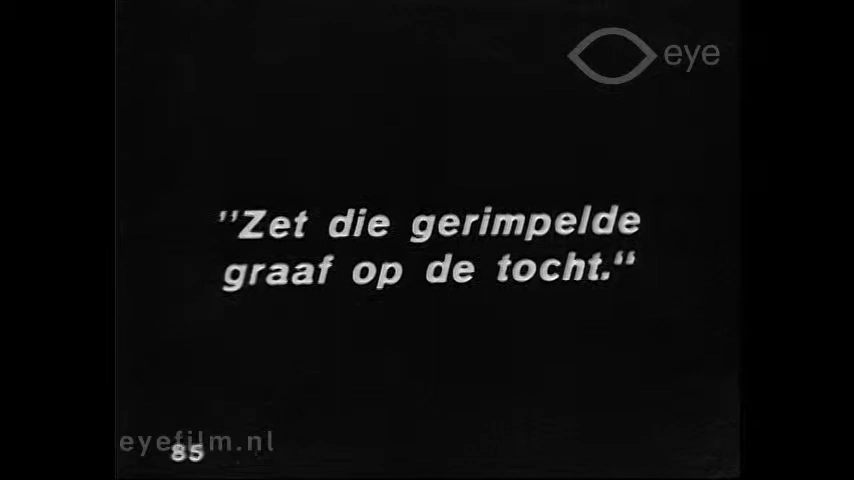 eye
"Zet die gerimpelde
graaf op de tocht."
eyefilm.nl
85